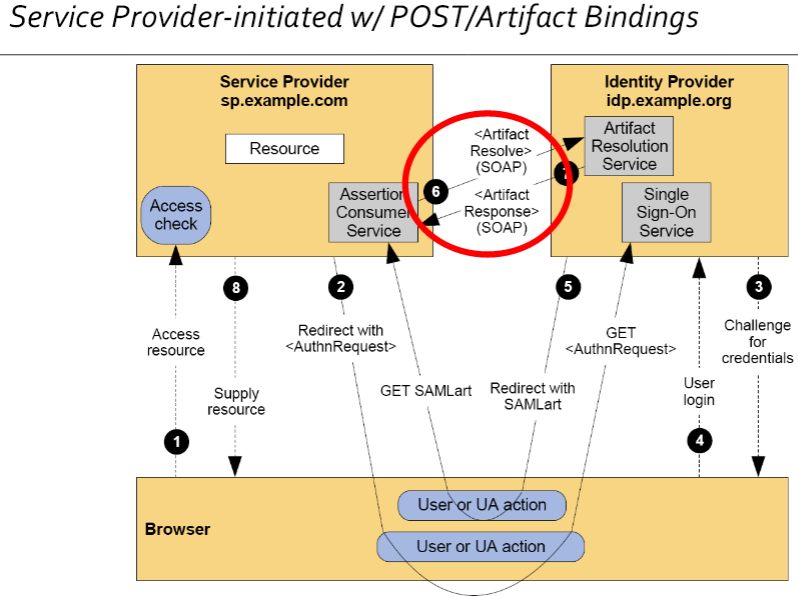 Service Provider-initiated w/ POST/Artifact Bindings
Service Provider
sp.example.com
Identity Provider
idp.example.org
Resource
<Artifact
Resolve>
(SOAP)
Artifact
Resolution
Service
7
6
Access
check
Assertion
Consumer
Service
<Artifact
Response>
(SOAP)
Single
Sign-On
Service
8
2
5
3
Access
resource
Redirect with
<AuthnRequest>
GET
<AuthnRequest>
Challenge
for
credentials
Supply
resource
GET SAMLart
Redirect with
SAMLart
User
login
1
4
Browser
User or UA action
User or UA action